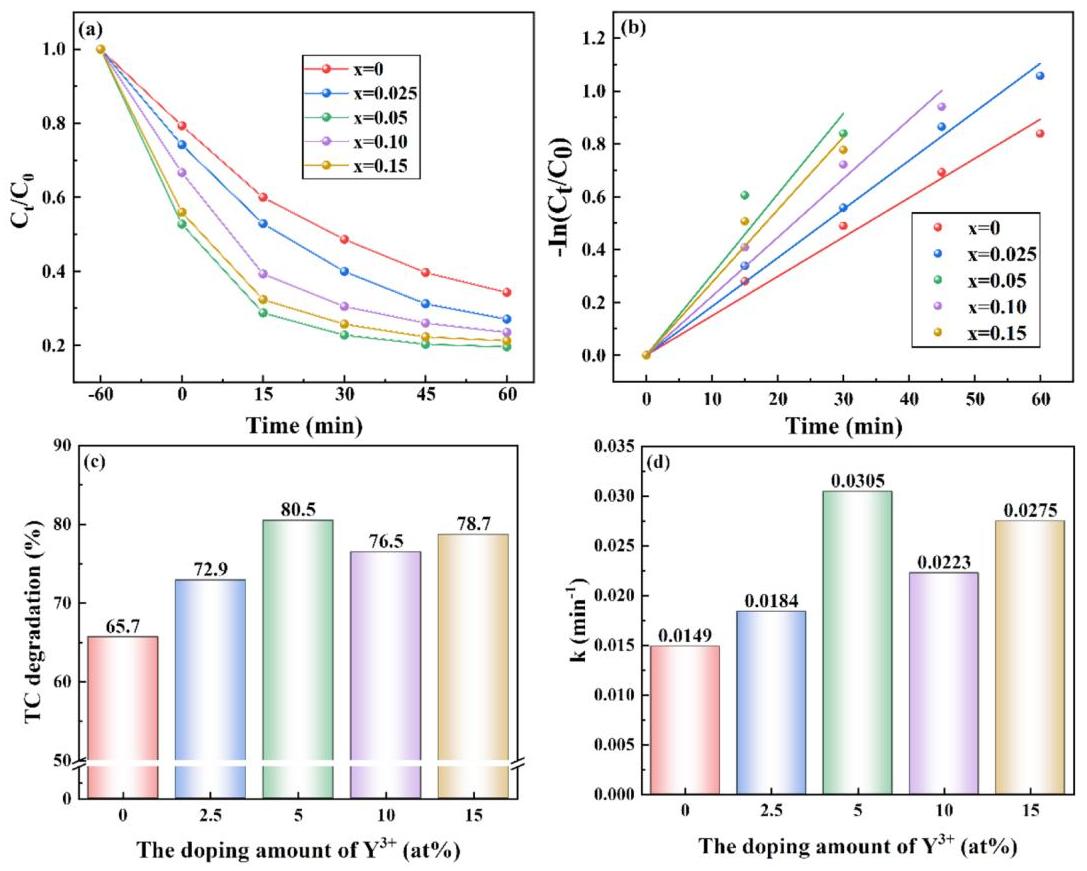 (a)
1.0
0.8
0.6
0.4
0.2
Ct/C0
x=0
x=0.025
x=0.05
x=0.10
x=0.15
-60 0 15 30 45 60
Time (min)
(b)
1.2
1.0
0.8
0.6
0.4
0.2
0.0
-ln(Ct/C0)
x=0
x=0.025
x=0.05
x=0.10
x=0.15
0 10 20 30 40 50 60
Time (min)
(c)
90
80
70
60
50
0
TC degradation (%)
65.7
72.9
80.5
76.5
78.7
0 2.5 5 10 15
The doping amount of Y³⁺ (at%)
(d)
0.035
0.030
0.025
0.020
0.015
0.010
0.005
0.000
k (min⁻¹)
0.0149
0.0184
0.0305
0.0223
0.0275
0 2.5 5 10 15
The doping amount of Y³⁺ (at%)